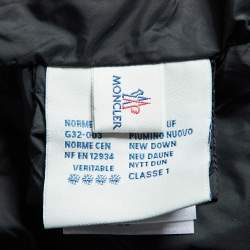 MONCLER
NORME
UF
G32-003
PIUMINO NUOVO
NORME CEN
NEW DOWN
NF EN 12934
NEU DAUNE
VERITABLE
NYTT DUN
CLASSE 1